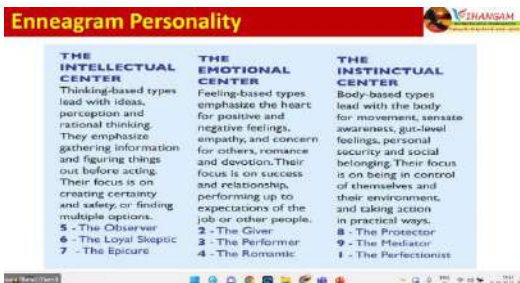 Enneagram Personality
VIHANGAM
THE
INTELLECTUAL
CENTER
Thinking-based types
lead with ideas,
perception and
rational thinking.
They emphasize
gathering information
and figuring things
out before acting.
Their focus is on
creating certainty
and safety, or finding
multiple options.
5 - The Observer
6 - The Loyal Skeptic
7 - The Epicure
THE
EMOTIONAL
CENTER
Feeling-based types
emphasize the heart
for positive and
negative feelings,
empathy, and concern
for others, romance
and devotion. Their
focus is on success
and relationship,
performing up to
expectations of the
job or other people.
2 - The Giver
3 - The Performer
4 - The Romantic
THE
INSTINCTUAL
CENTER
Body-based types
lead with the body
for movement, sensate
awareness, gut-level
feelings, personal
security and social
belonging. Their focus
is on being in control
of themselves and
their environment,
and taking action
in practical ways.
8 - The Protector
9 - The Mediator
1 - The Perfectionist